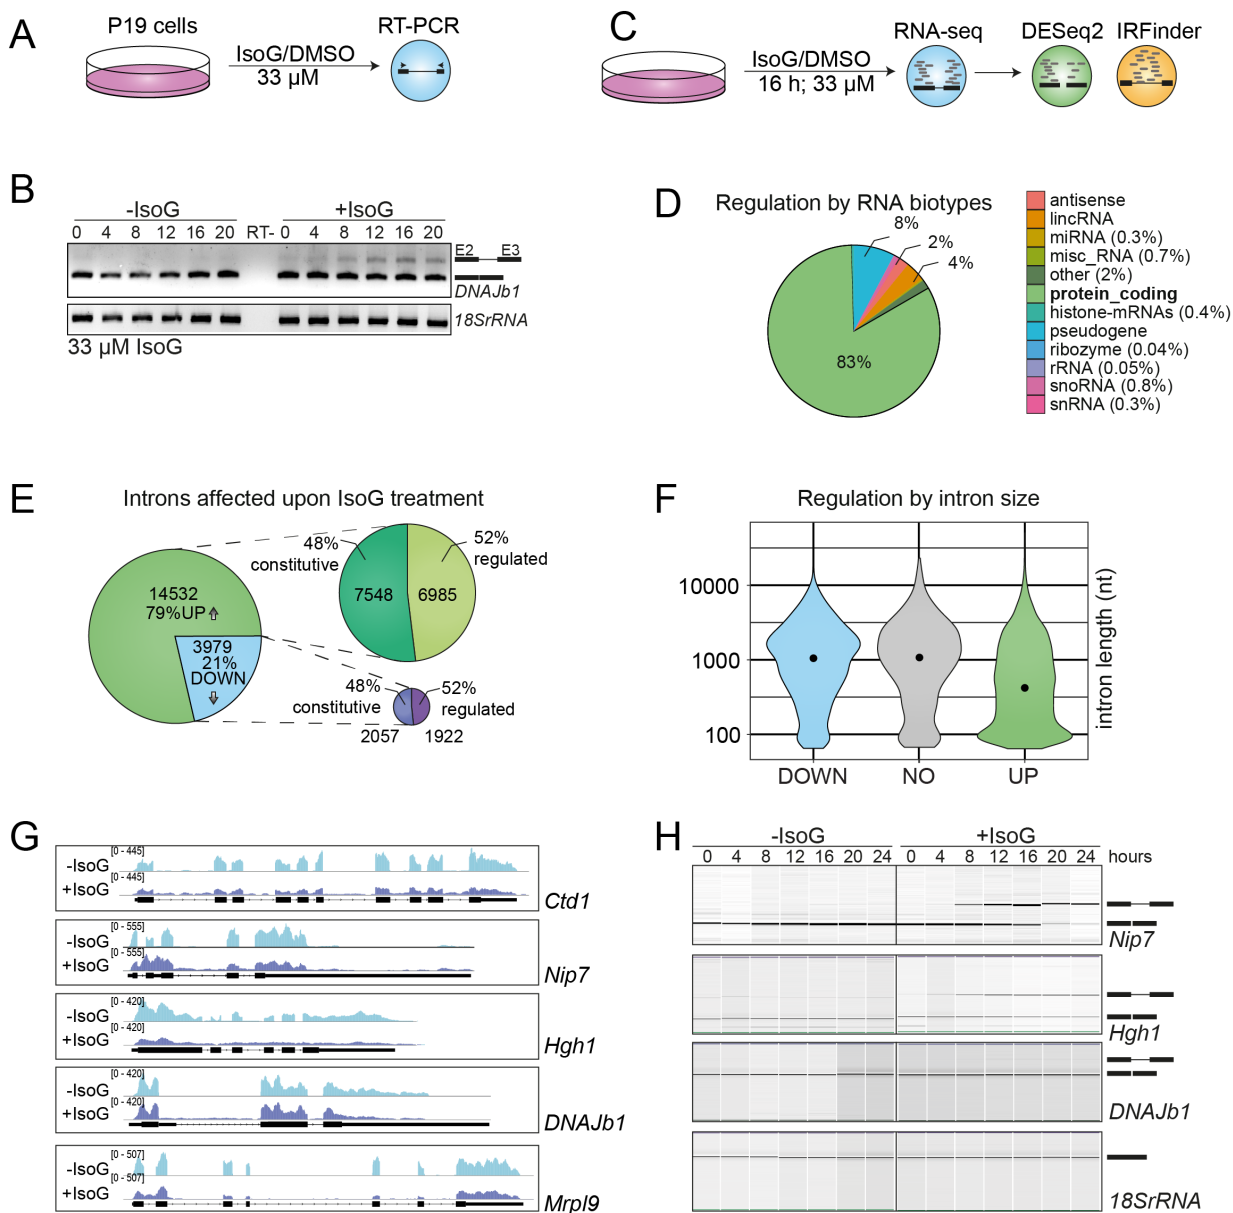 A
P19 cells
IsoG/DMSO
33 µM
RT-PCR
C
IsoG/DMSO
16 h; 33 µM
RNA-seq
DESeq2
IRFinder
B
-IsoG
+IsoG
0 4 8 12 16 20 RT- 0 4 8 12 16 20
E2 E3
DNAJb1
18SrRNA
33 µM IsoG
D
Regulation by RNA biotypes
8%
2%
4%
83%
antisense
lincRNA
miRNA (0.3%)
misc_RNA (0.7%)
other (2%)
protein_coding
histone-mRNAs (0.4%)
pseudogene
ribozyme (0.04%)
rRNA (0.05%)
snoRNA (0.8%)
snRNA (0.3%)
E
Introns affected upon IsoG treatment
14532
79%UP
3979
21%
DOWN
48%
constitutive
52%
regulated
7548
6985
48%
constitutive
52%
regulated
2057
1922
F
Regulation by intron size
10000
1000
100
intron length (nt)
DOWN
NO
UP
G
-IsoG
[0 - 445]
+IsoG
[0 - 445]
Ctd1
-IsoG
[0 - 555]
+IsoG
[0 - 555]
Nip7
-IsoG
[0 - 420]
+IsoG
[0 - 420]
Hgh1
-IsoG
[0 - 420]
+IsoG
[0 - 420]
DNAJb1
-IsoG
[0 - 507]
+IsoG
[0 - 507]
Mrpl9
H
-IsoG
+IsoG
0 4 8 12 16 20 24 0 4 8 12 16 20 24 hours
Nip7
Hgh1
DNAJb1
18SrRNA